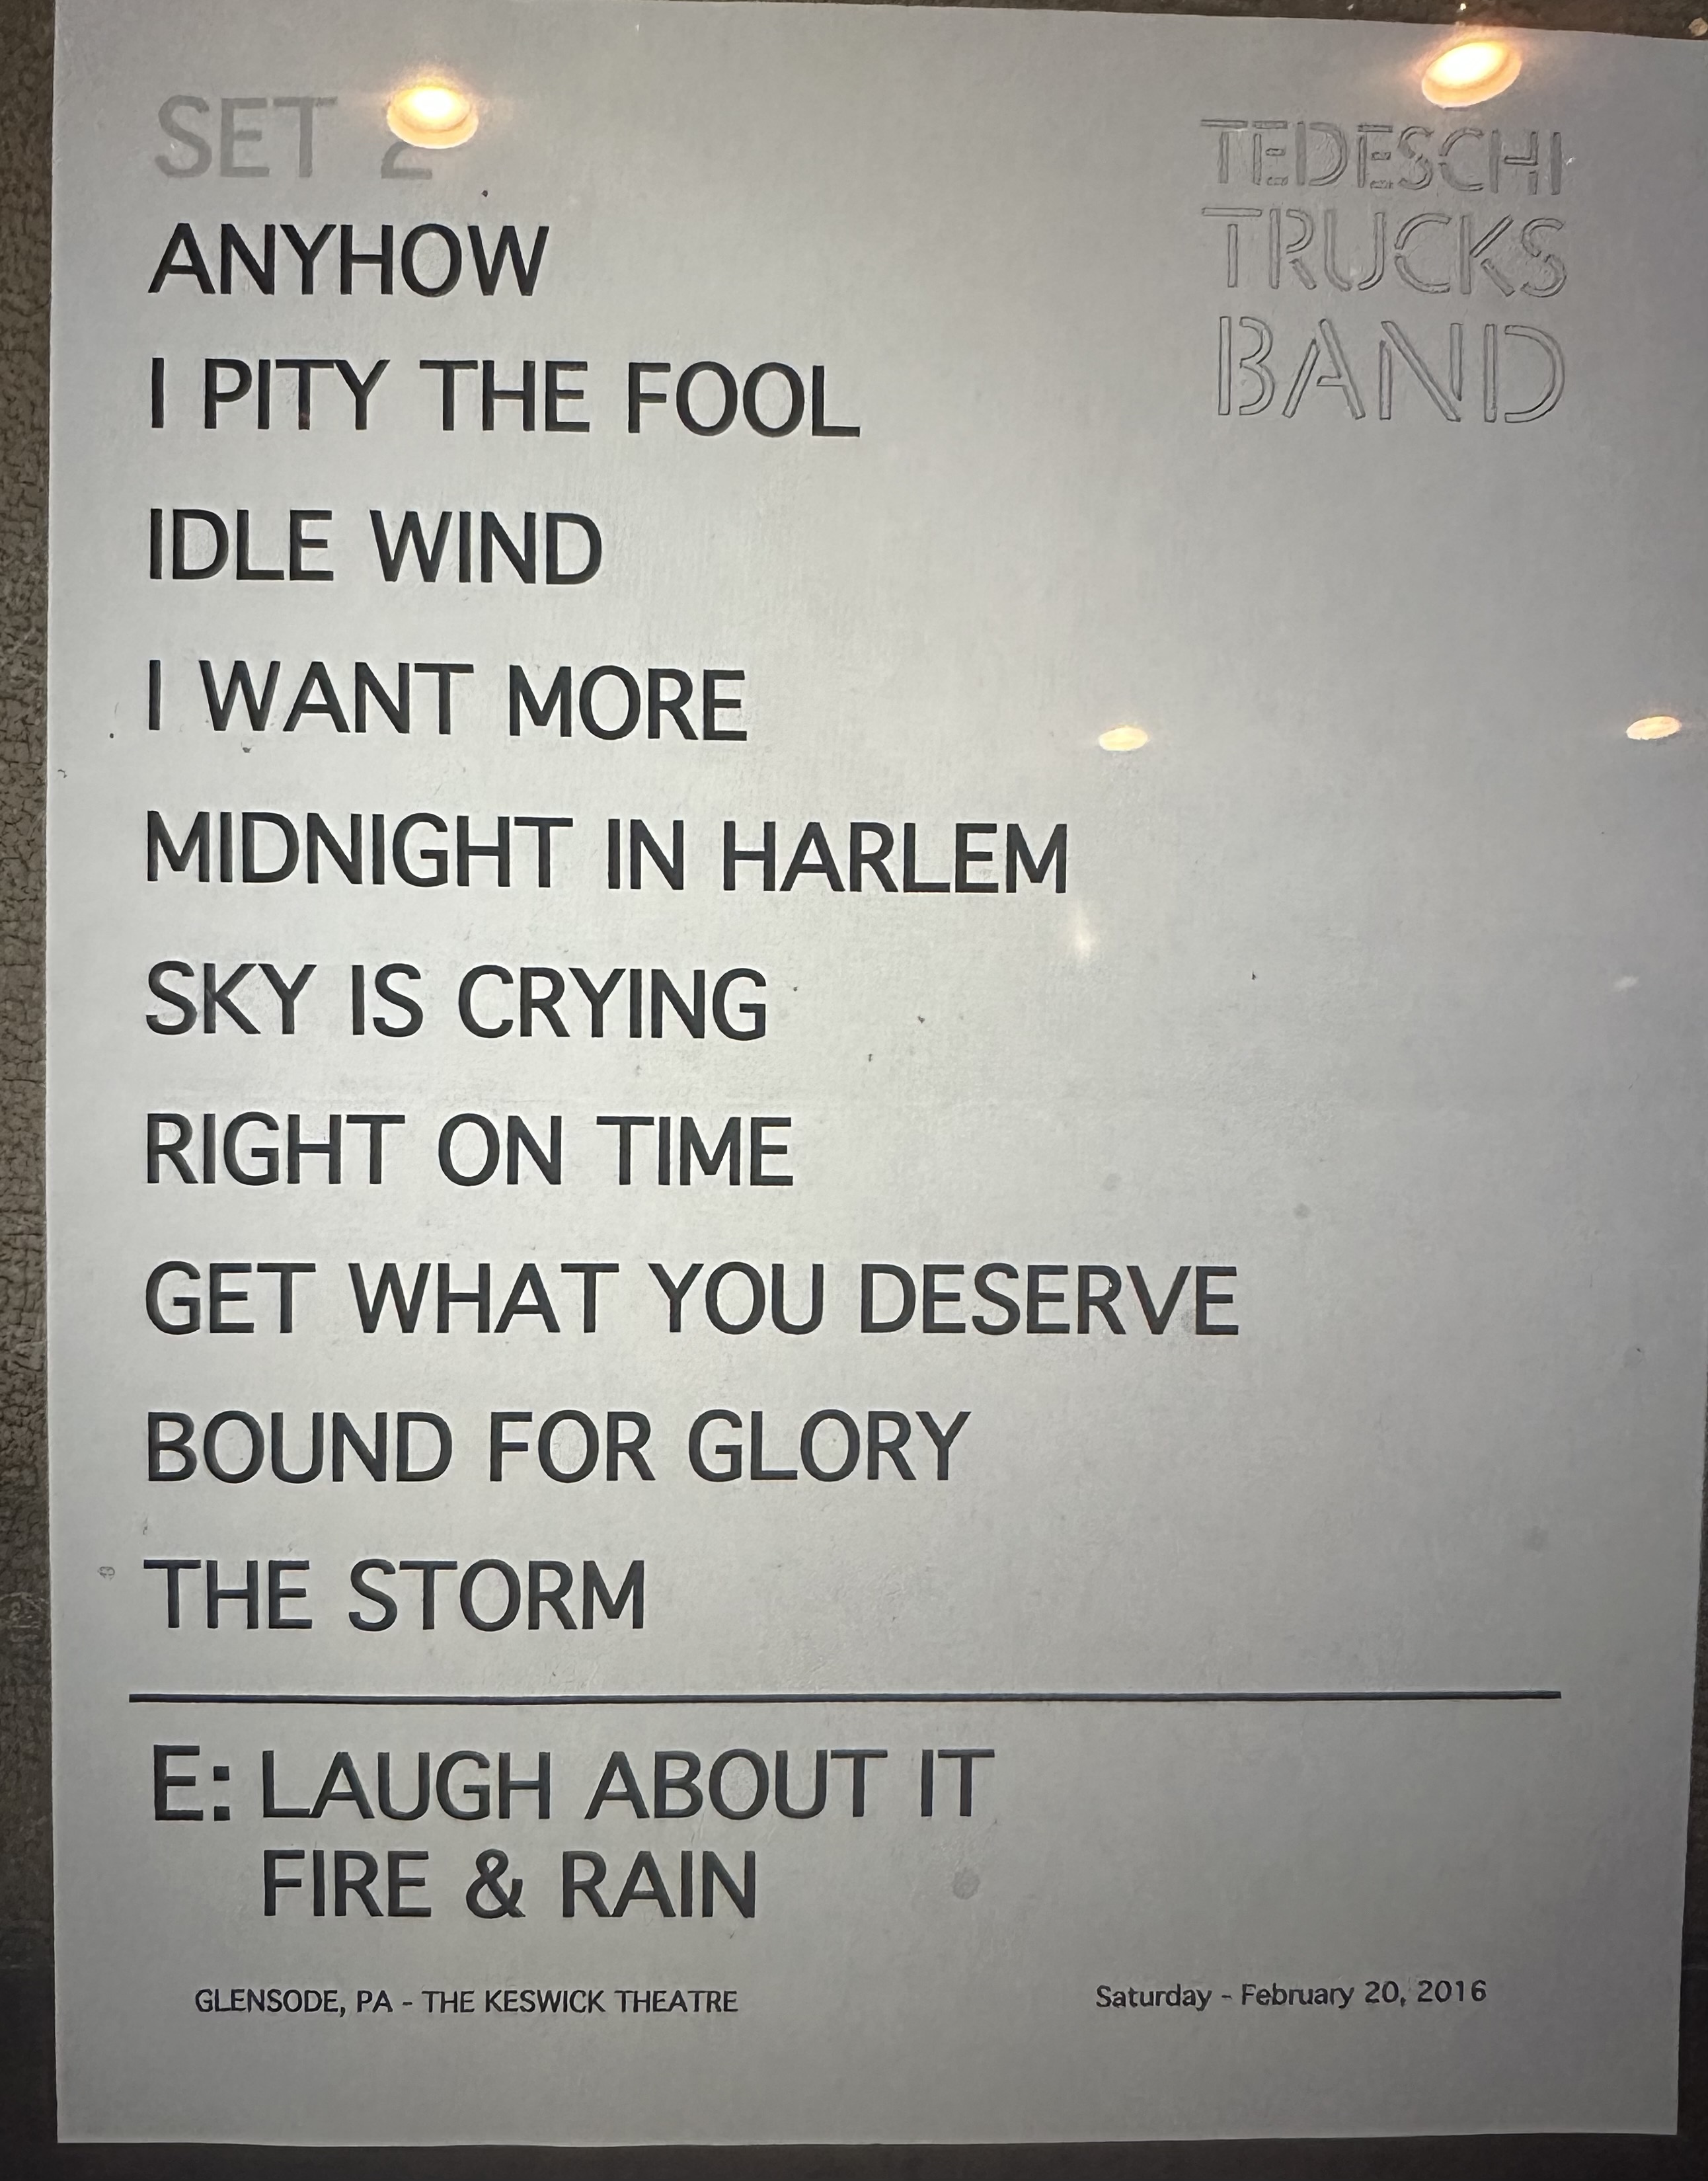 SET 2
TEDESCHI
TRUCKS
BAND
ANYHOW
I PITY THE FOOL
IDLE WIND
I WANT MORE
MIDNIGHT IN HARLEM
SKY IS CRYING
RIGHT ON TIME
GET WHAT YOU DESERVE
BOUND FOR GLORY
THE STORM
E: LAUGH ABOUT IT
FIRE & RAIN
GLENSODE, PA - THE KESWICK THEATRE
Saturday - February 20, 2016